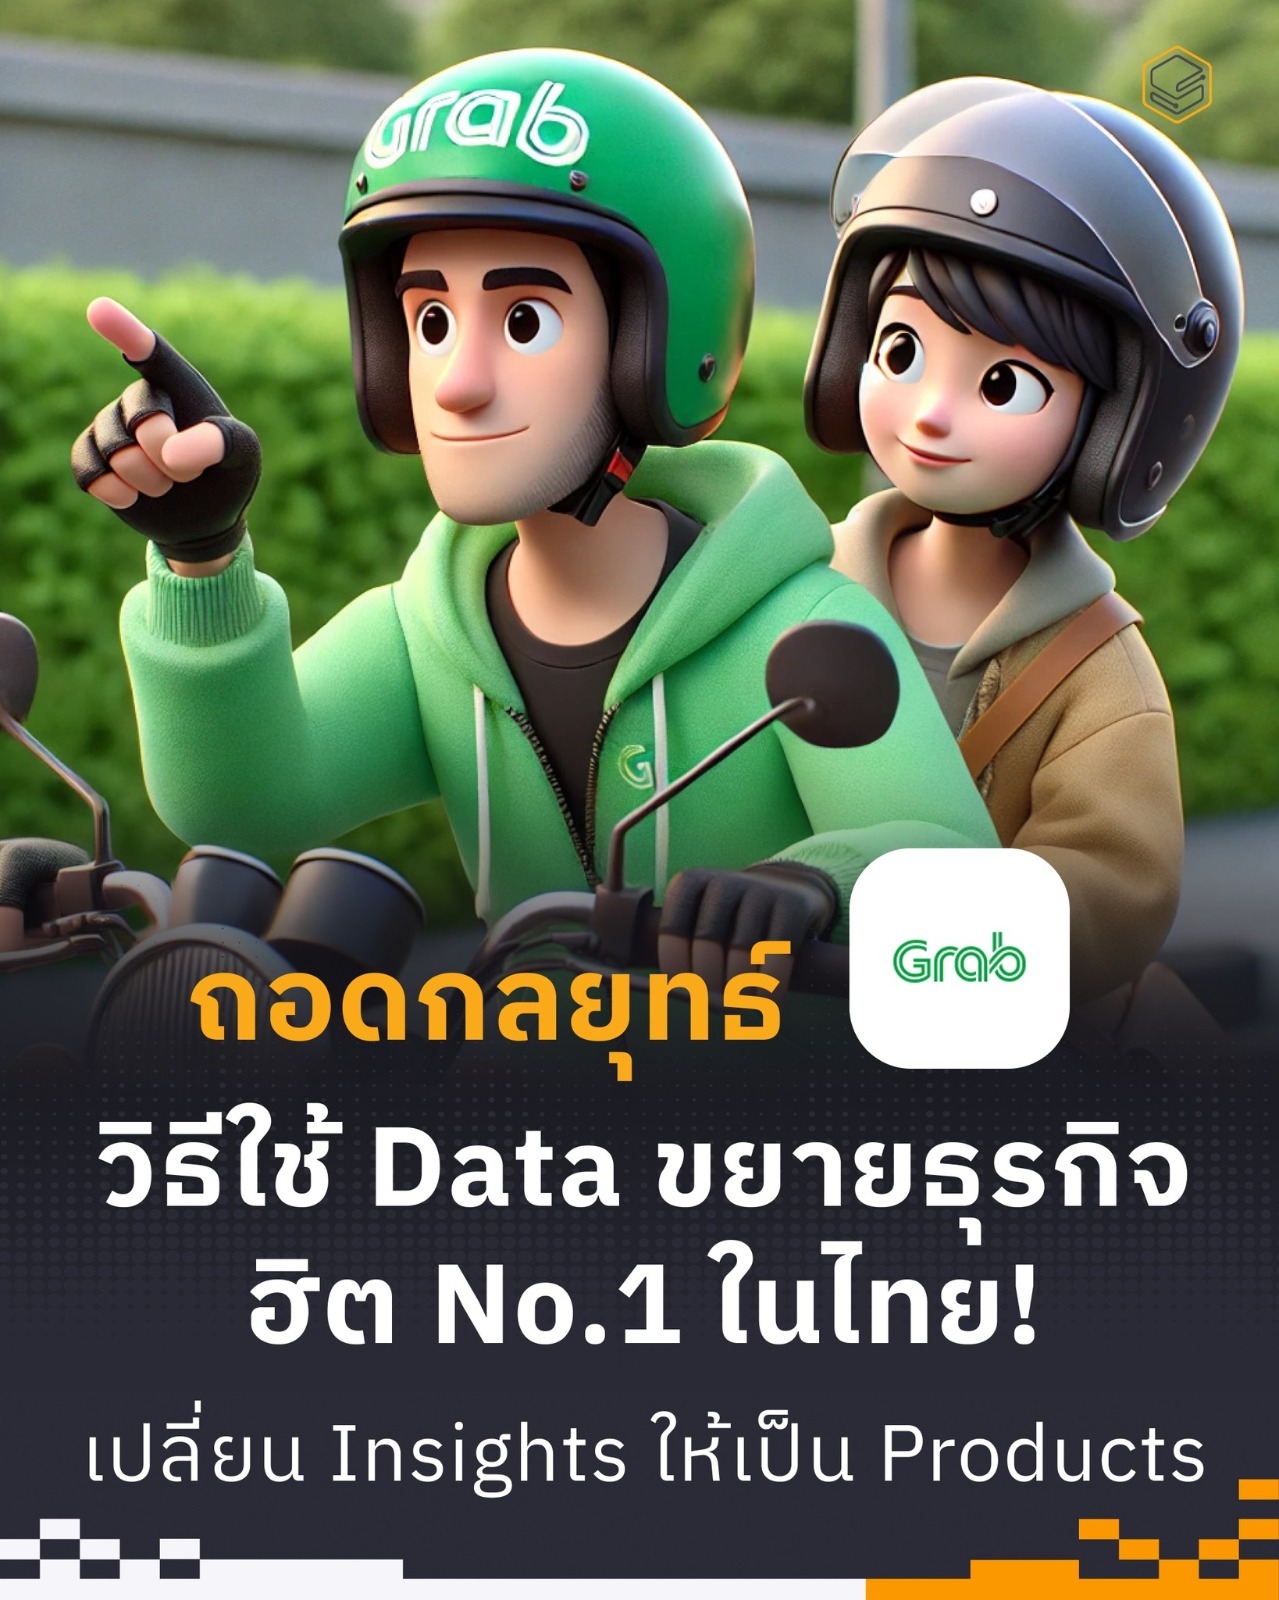 Grab
G
Grab
ถอดกลยุทธ์
วิธีใช้ Data ขยายธุรกิจ
ฮิต No.1 ในไทย!
เปลี่ยน Insights ให้เป็น Products